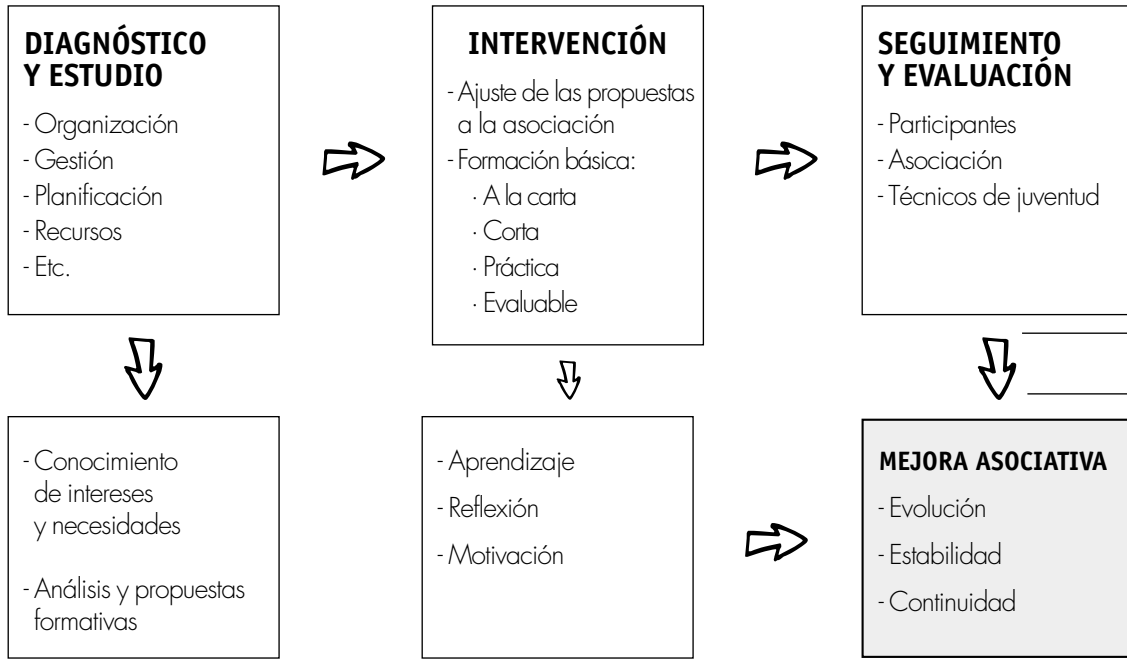 DIAGNÓSTICO
Y ESTUDIO
- Organización
- Gestión
- Planificación
- Recursos
- Etc.
INTERVENCIÓN
- Ajuste de las propuestas
a la asociación
- Formación básica:
· A la carta
· Corta
· Práctica
· Evaluable
SEGUIMIENTO
Y EVALUACIÓN
- Participantes
- Asociación
- Técnicos de juventud
- Conocimiento
de intereses
y necesidades
- Análisis y propuestas
formativas
- Aprendizaje
- Reflexión
- Motivación
MEJORA ASOCIATIVA
- Evolución
- Estabilidad
- Continuidad